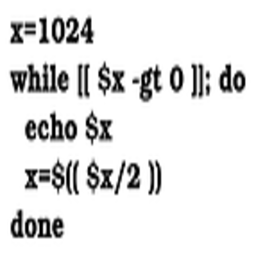 x=1024
while [[ $x -gt 0 ]]; do
  echo $x
  x=$(( $x/2 ))
done